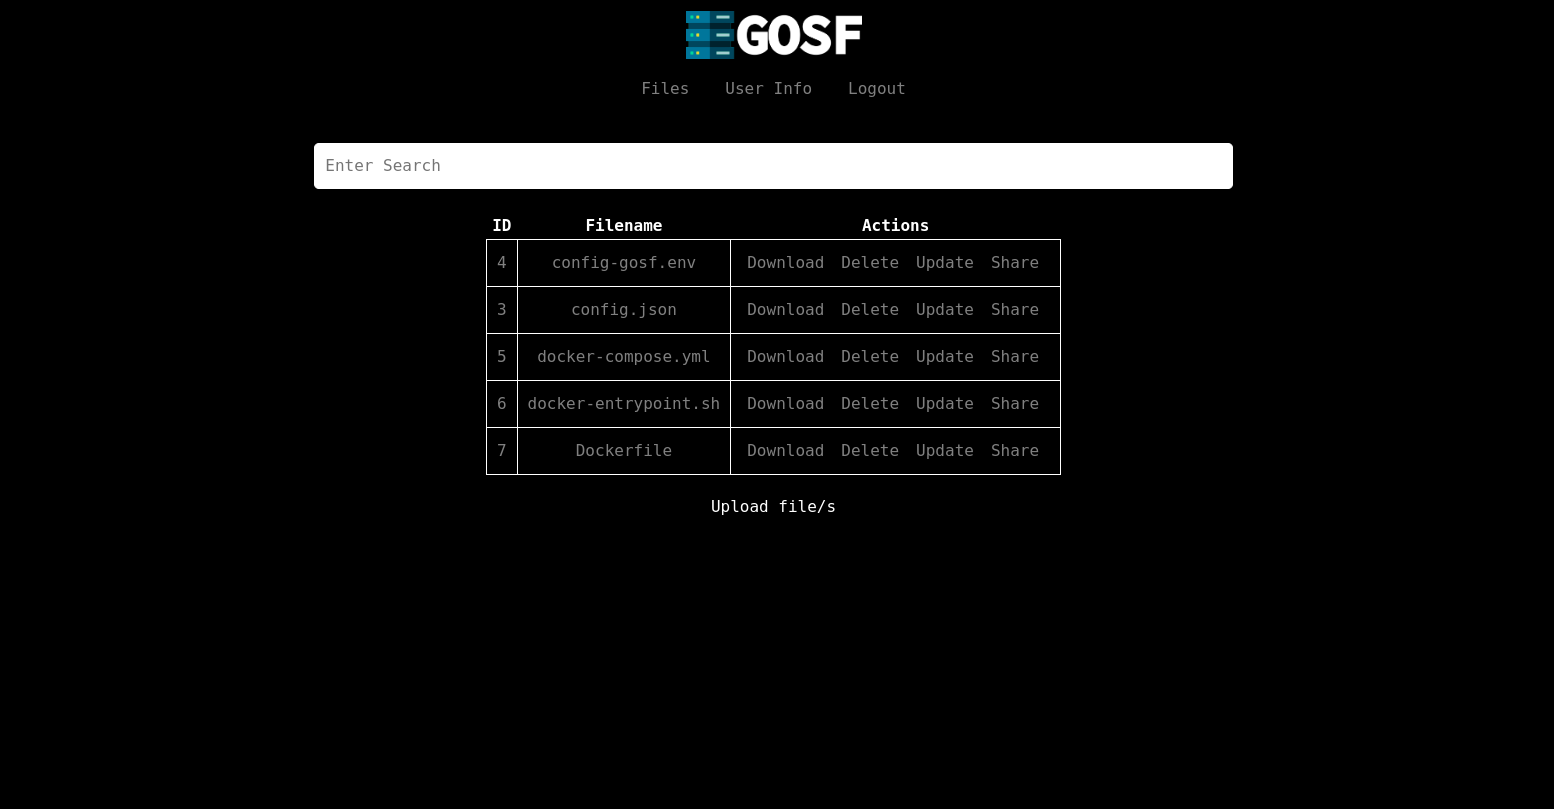 GOSF
Files User Info Logout
Enter Search
ID Filename Actions
4 config-gosf.env Download Delete Update Share
3 config.json Download Delete Update Share
5 docker-compose.yml Download Delete Update Share
6 docker-entrypoint.sh Download Delete Update Share
7 Dockerfile Download Delete Update Share
Upload file/s